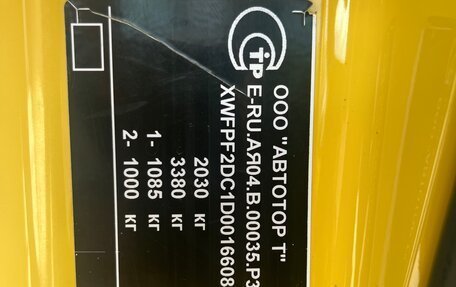 ООО "АВТОТОР Т"
E-RU.АЯ04.В.00035.Р3
XWFPF2DC1D0016608
2030 кг
3380 кг
1- 1085 кг
2- 1000 кг